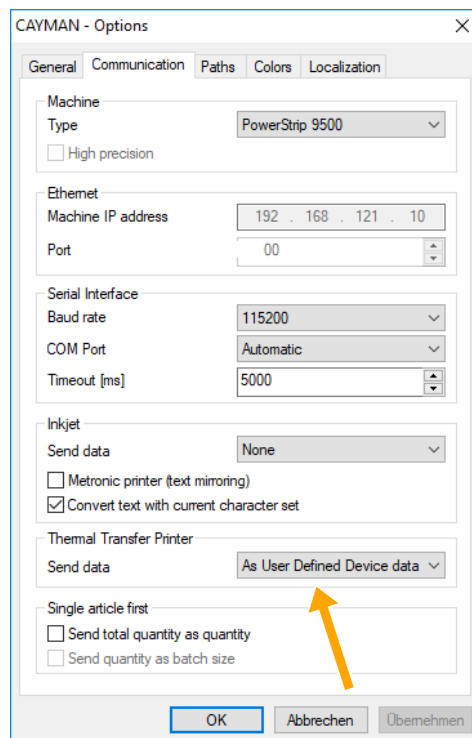 CAYMAN - Options
General Communication Paths Colors Localization
Machine
Type PowerStrip 9500
High precision
Ethernet
Machine IP address 192 . 168 . 121 . 10
Port 00
Serial Interface
Baud rate 115200
COM Port Automatic
Timeout [ms] 5000
Inkjet
Send data None
Metronic printer (text mirroring)
Convert text with current character set
Thermal Transfer Printer
Send data As User Defined Device data
Single article first
Send total quantity as quantity
Send quantity as batch size
OK Abbrechen Übernehmen